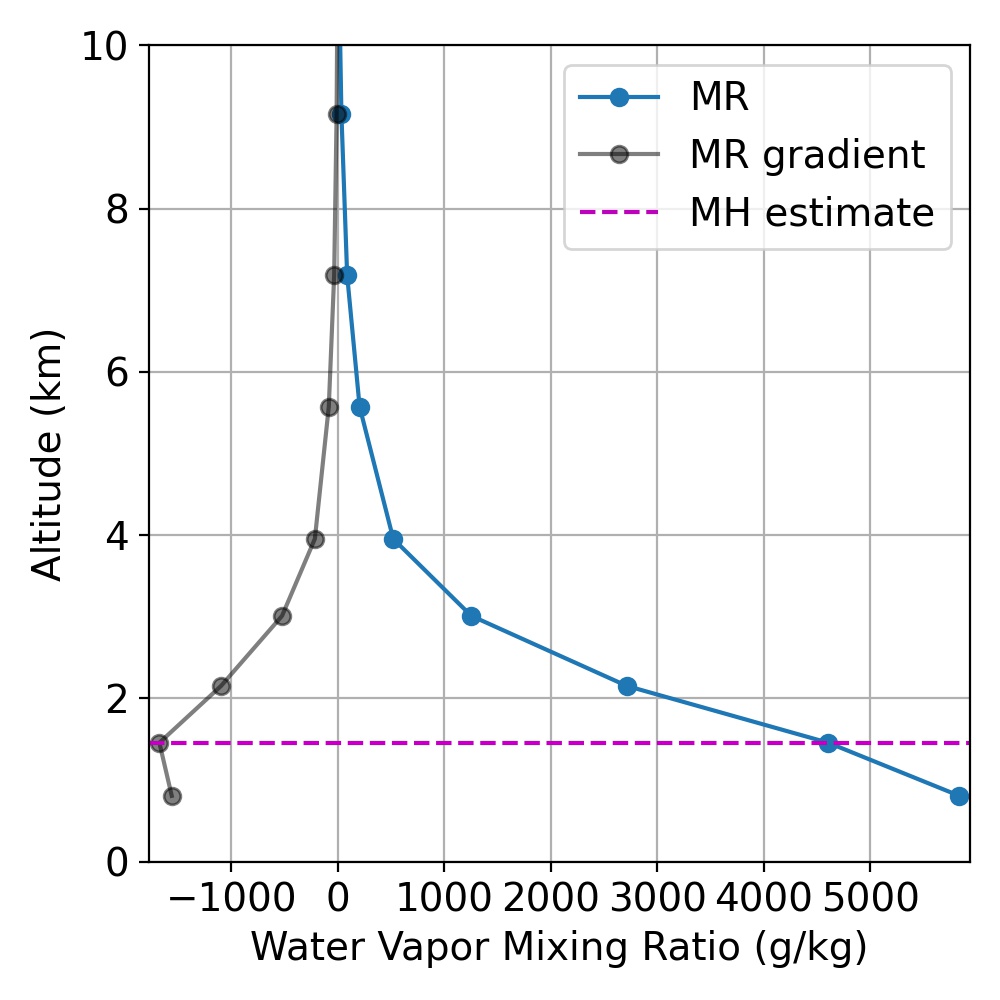 10
8
6
4
2
0
Altitude (km)
MR
MR gradient
MH estimate
−1000 0 1000 2000 3000 4000 5000
Water Vapor Mixing Ratio (g/kg)